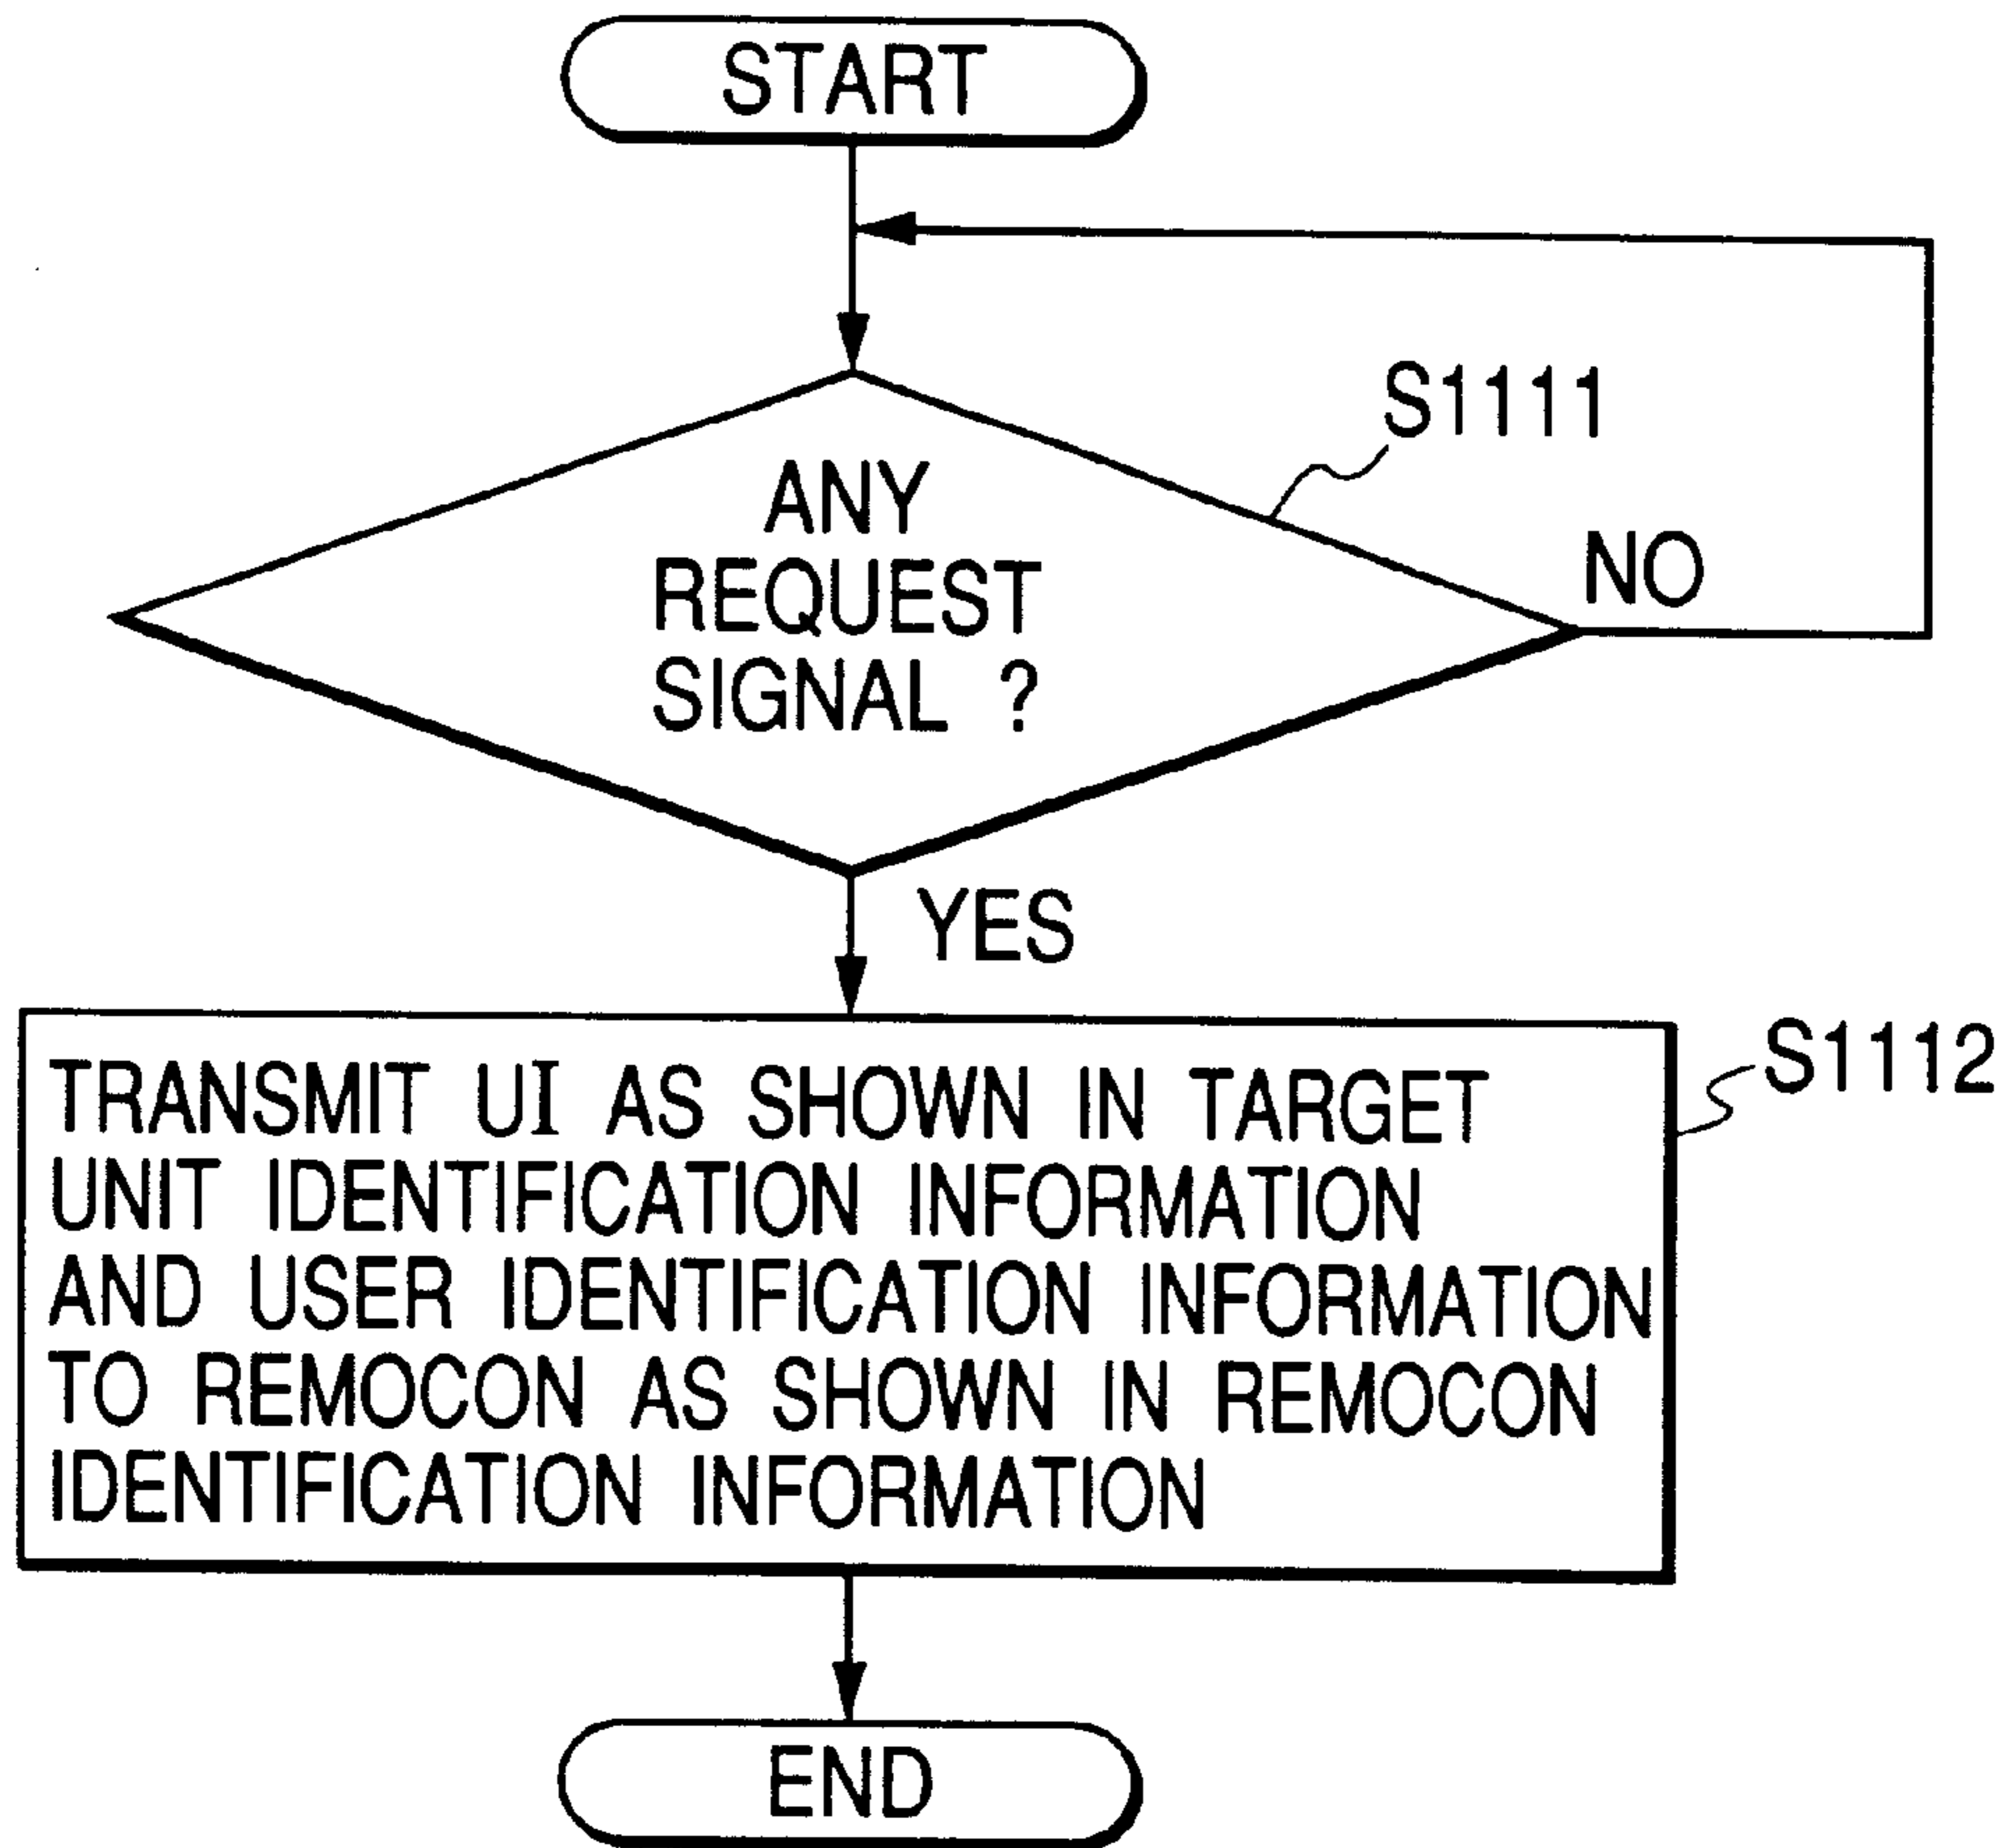 START
S1111
ANY
REQUEST
SIGNAL ?
NO
YES
S1112
TRANSMIT UI AS SHOWN IN TARGET
UNIT IDENTIFICATION INFORMATION
AND USER IDENTIFICATION INFORMATION
TO REMOCON AS SHOWN IN REMOCON
IDENTIFICATION INFORMATION
END